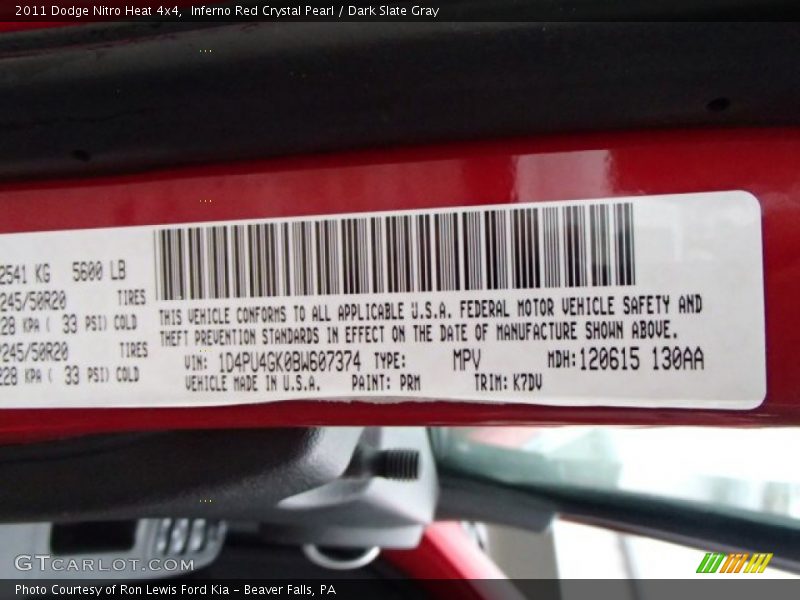 2011 Dodge Nitro Heat 4x4,  Inferno Red Crystal Pearl / Dark Slate Gray
2541 KG 5600 LB
245/50R20 TIRES
228 KPA ( 33 PSI) COLD
245/50R20 TIRES
228 KPA ( 33 PSI) COLD
THIS VEHICLE CONFORMS TO ALL APPLICABLE U.S.A. FEDERAL MOTOR VEHICLE SAFETY AND
THEFT PREVENTION STANDARDS IN EFFECT ON THE DATE OF MANUFACTURE SHOWN ABOVE.
VIN: 1D4PU4GK0BW607374 TYPE: MPV MDH: 120615 130AA
VEHICLE MADE IN U.S.A. PAINT: PRM TRIM: K7DV
GTCARLOT.COM
Photo Courtesy of Ron Lewis Ford Kia - Beaver Falls, PA